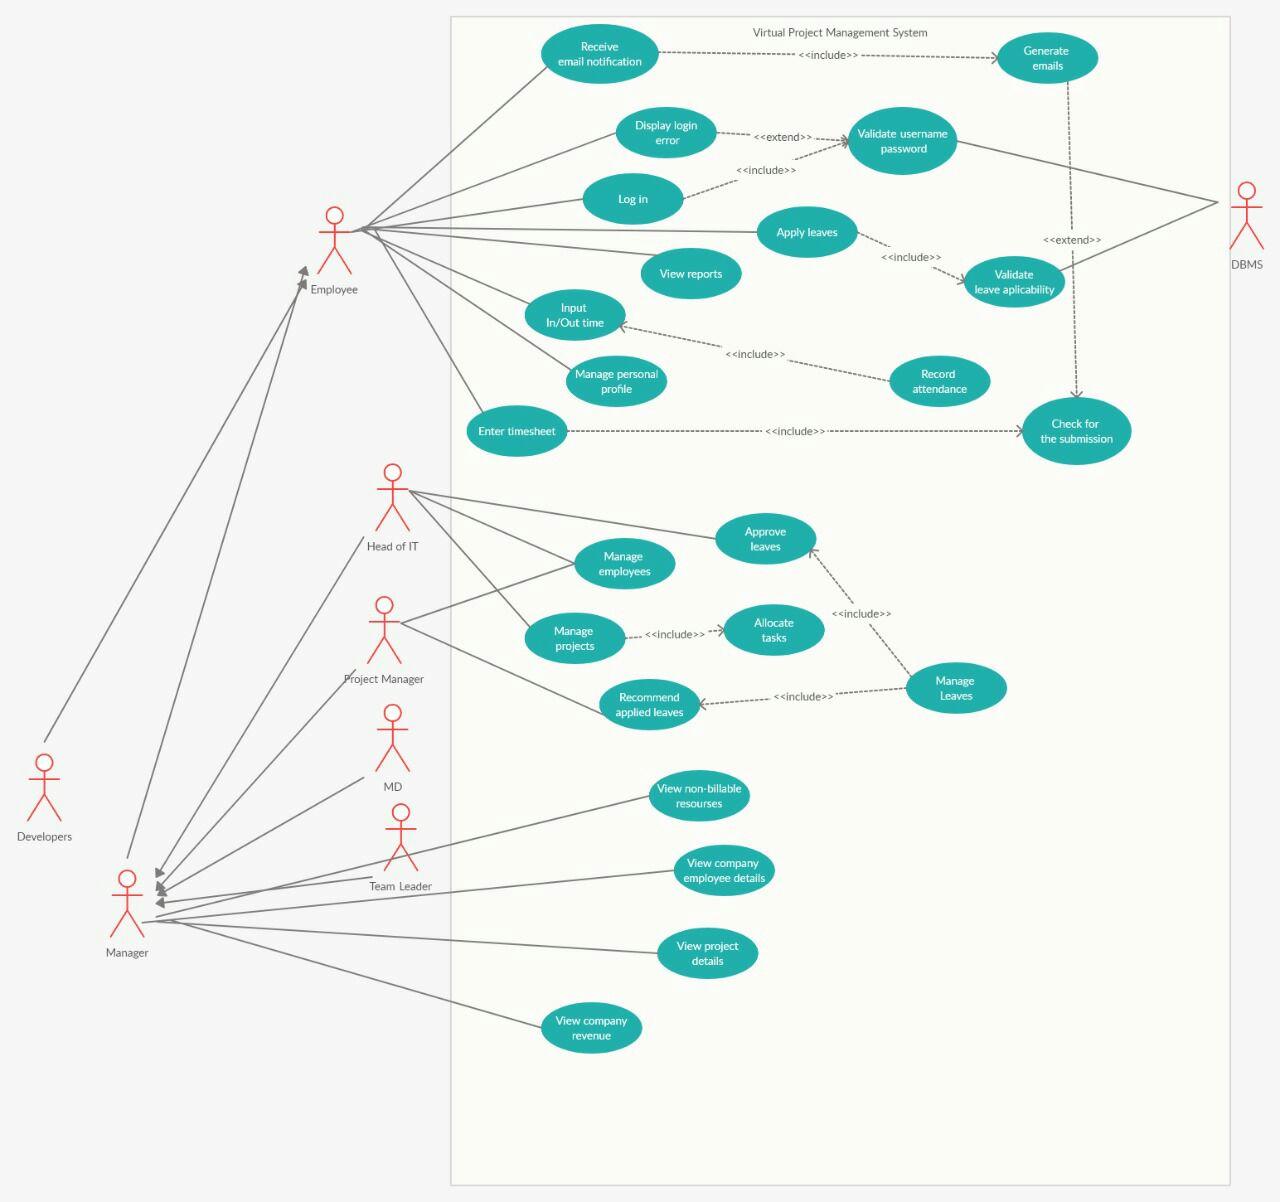 Virtual Project Management System
Receive
email notification
<<include>>
Generate
emails
Display login
error
<<extend>>
Validate username
password
<<include>>
Log in
Apply leaves
<<extend>>
<<include>>
DBMS
View reports
Validate
leave aplicability
Employee
Input
In/Out time
<<include>>
Manage personal
profile
Record
attendance
Enter timesheet
<<include>>
Check for
the submission
Head of IT
Approve
leaves
Manage
employees
<<include>>
Manage
projects
<<include>>
Allocate
tasks
Project Manager
Recommend
applied leaves
<<include>>
Manage
Leaves
MD
View non-billable
resourses
Developers
Team Leader
View company
employee details
Manager
View project
details
View company
revenue